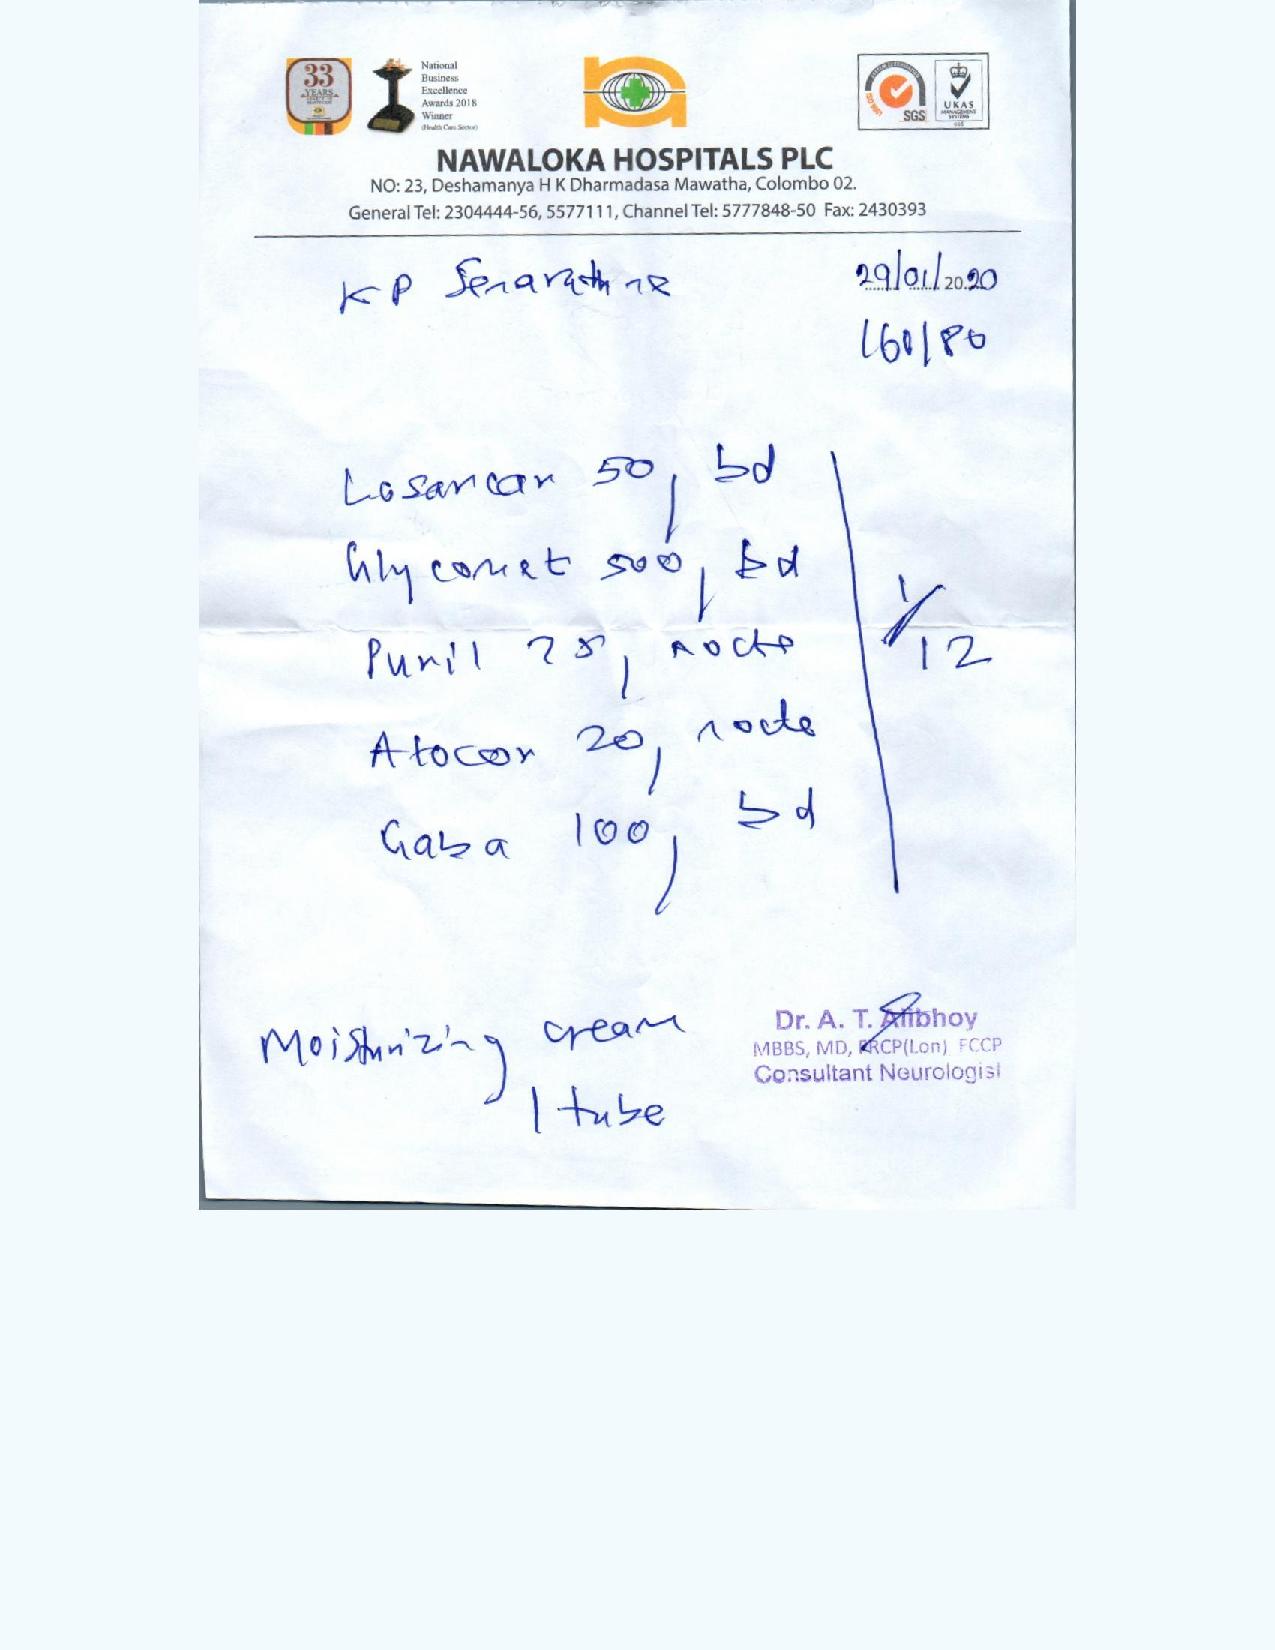 33
YEARS
National
Business
Excellence
Awards 2018
Winner
(Health Care Sector)
SGS
UKAS
MANAGEMENT
SYSTEMS
NAWALOKA HOSPITALS PLC
NO: 23, Deshamanya H K Dharmadasa Mawatha, Colombo 02.
General Tel: 2304444-56, 5577111, Channel Tel: 5777848-50 Fax: 2430393
KP Senarathne
29/01/2020
160/80
Losarcar 50, bd
Glycomet 500, bd
Puril 25, nocte
Atocor 20, nocte
Gaba 100, bd
1/12
Moisturizing cream
1 tube
Dr. A. T. Alibhoy
MBBS, MD, FRCP(Lon) FCCP
Consultant Neurologist